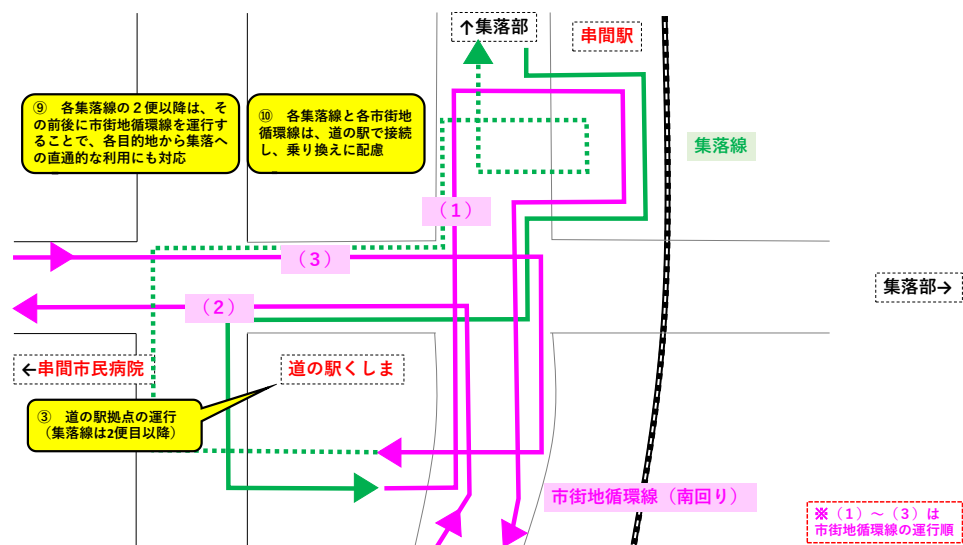 ↑集落部
串間駅
⑨　各集落線の２便以降は、そ
の前後に市街地循環線を運行す
ることで、各目的地から集落へ
の直通的な利用にも対応
⑩　各集落線と各市街地
循環線は、道の駅で接続
し、乗り換えに配慮
集落線
（１）
（３）
集落部→
（２）
←串間市民病院
道の駅くしま
③　道の駅拠点の運行
（集落線は2便目以降）
市街地循環線（南回り）
※（１）～（３）は
市街地循環線の運行順